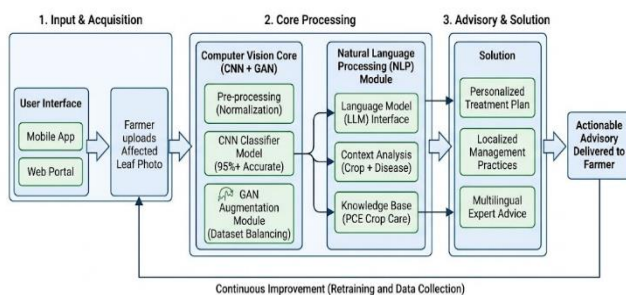 1. Input & Acquisition
User Interface
Mobile App
Web Portal
Farmer
uploads
Affected
Leaf Photo
2. Core Processing
Computer Vision Core
(CNN + GAN)
Pre-processing
(Normalization)
CNN Classifier
Model
(95%+ Accurate)
GAN
Augmentation
Module
(Dataset Balancing)
Natural Language
Processing (NLP)
Module
Language Model
(LLM) Interface
Context Analysis
(Crop + Disease)
Knowledge Base
(PCE Crop Care)
3. Advisory & Solution
Solution
Personalized
Treatment Plan
Localized
Management
Practices
Multilingual
Expert Advice
Actionable
Advisory
Delivered to
Farmer
Continuous Improvement (Retraining and Data Collection)